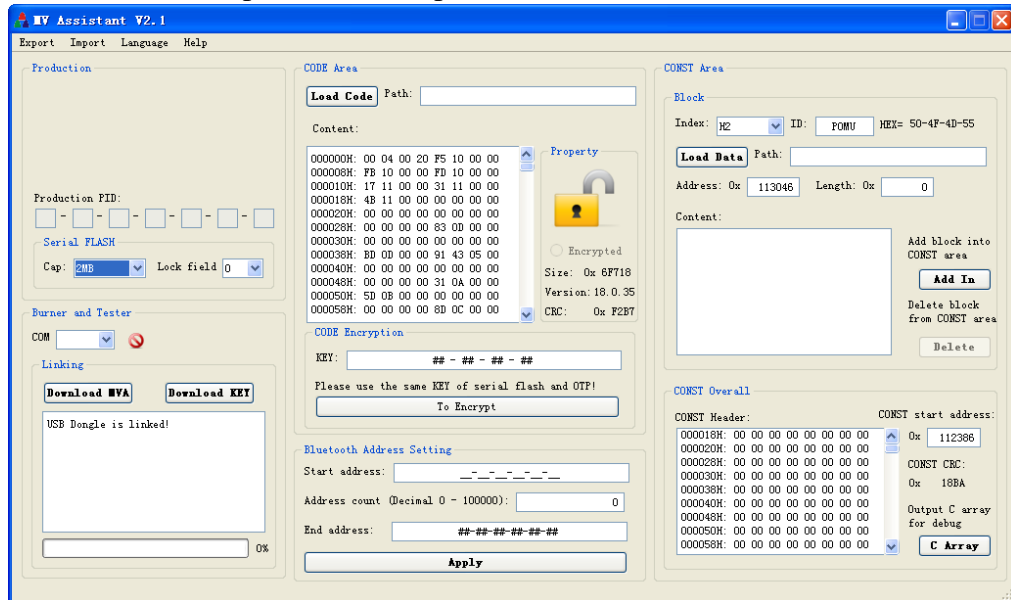 MV Assistant V2.1
Export Import Language Help
Production
Production PID:
- - - - - -
Serial FLASH
Cap: 2MB Lock field 0
Burner and Tester
COM
Linking
Download MVA Download KEY
USB Dongle is linked!
0%
CODE Area
Load Code Path:
Content:
000000H: 00 04 00 20 F5 10 00 00
000008H: FB 10 00 00 FD 10 00 00
000010H: 17 11 00 00 31 11 00 00
000018H: 4B 11 00 00 00 00 00 00
000020H: 00 00 00 00 00 00 00 00
000028H: 00 00 00 00 83 0D 00 00
000030H: 00 00 00 00 00 00 00 00
000038H: BD 0D 00 00 91 43 05 00
000040H: 00 00 00 00 00 00 00 00
000048H: 00 00 00 00 31 0A 00 00
000050H: 5D 0B 00 00 00 00 00 00
000058H: 00 00 00 00 8D 0C 00 00
Property
Encrypted
Size: 0x 6F718
Version: 18.0.35
CRC: 0x F2B7
CODE Encryption
KEY: ## - ## - ## - ##
Please use the same KEY of serial flash and OTP!
To Encrypt
Bluetooth Address Setting
Start address: __-__-__-__-__-__
Address count (Decimal 0 - 100000): 0
End address: ##-##-##-##-##-##
Apply
CONST Area
Block
Index: H2 ID: POMU HEX= 50-4F-4D-55
Load Data Path:
Address: 0x 113046 Length: 0x 0
Content:
Add block into
CONST area
Add In
Delete block
from CONST area
Delete
CONST Overall
CONST Header:
000018H: 00 00 00 00 00 00 00 00
000020H: 00 00 00 00 00 00 00 00
000028H: 00 00 00 00 00 00 00 00
000030H: 00 00 00 00 00 00 00 00
000038H: 00 00 00 00 00 00 00 00
000040H: 00 00 00 00 00 00 00 00
000048H: 00 00 00 00 00 00 00 00
000050H: 00 00 00 00 00 00 00 00
000058H: 00 00 00 00 00 00 00 00
CONST start address:
0x 112386
CONST CRC:
0x 18BA
Output C array
for debug
C Array